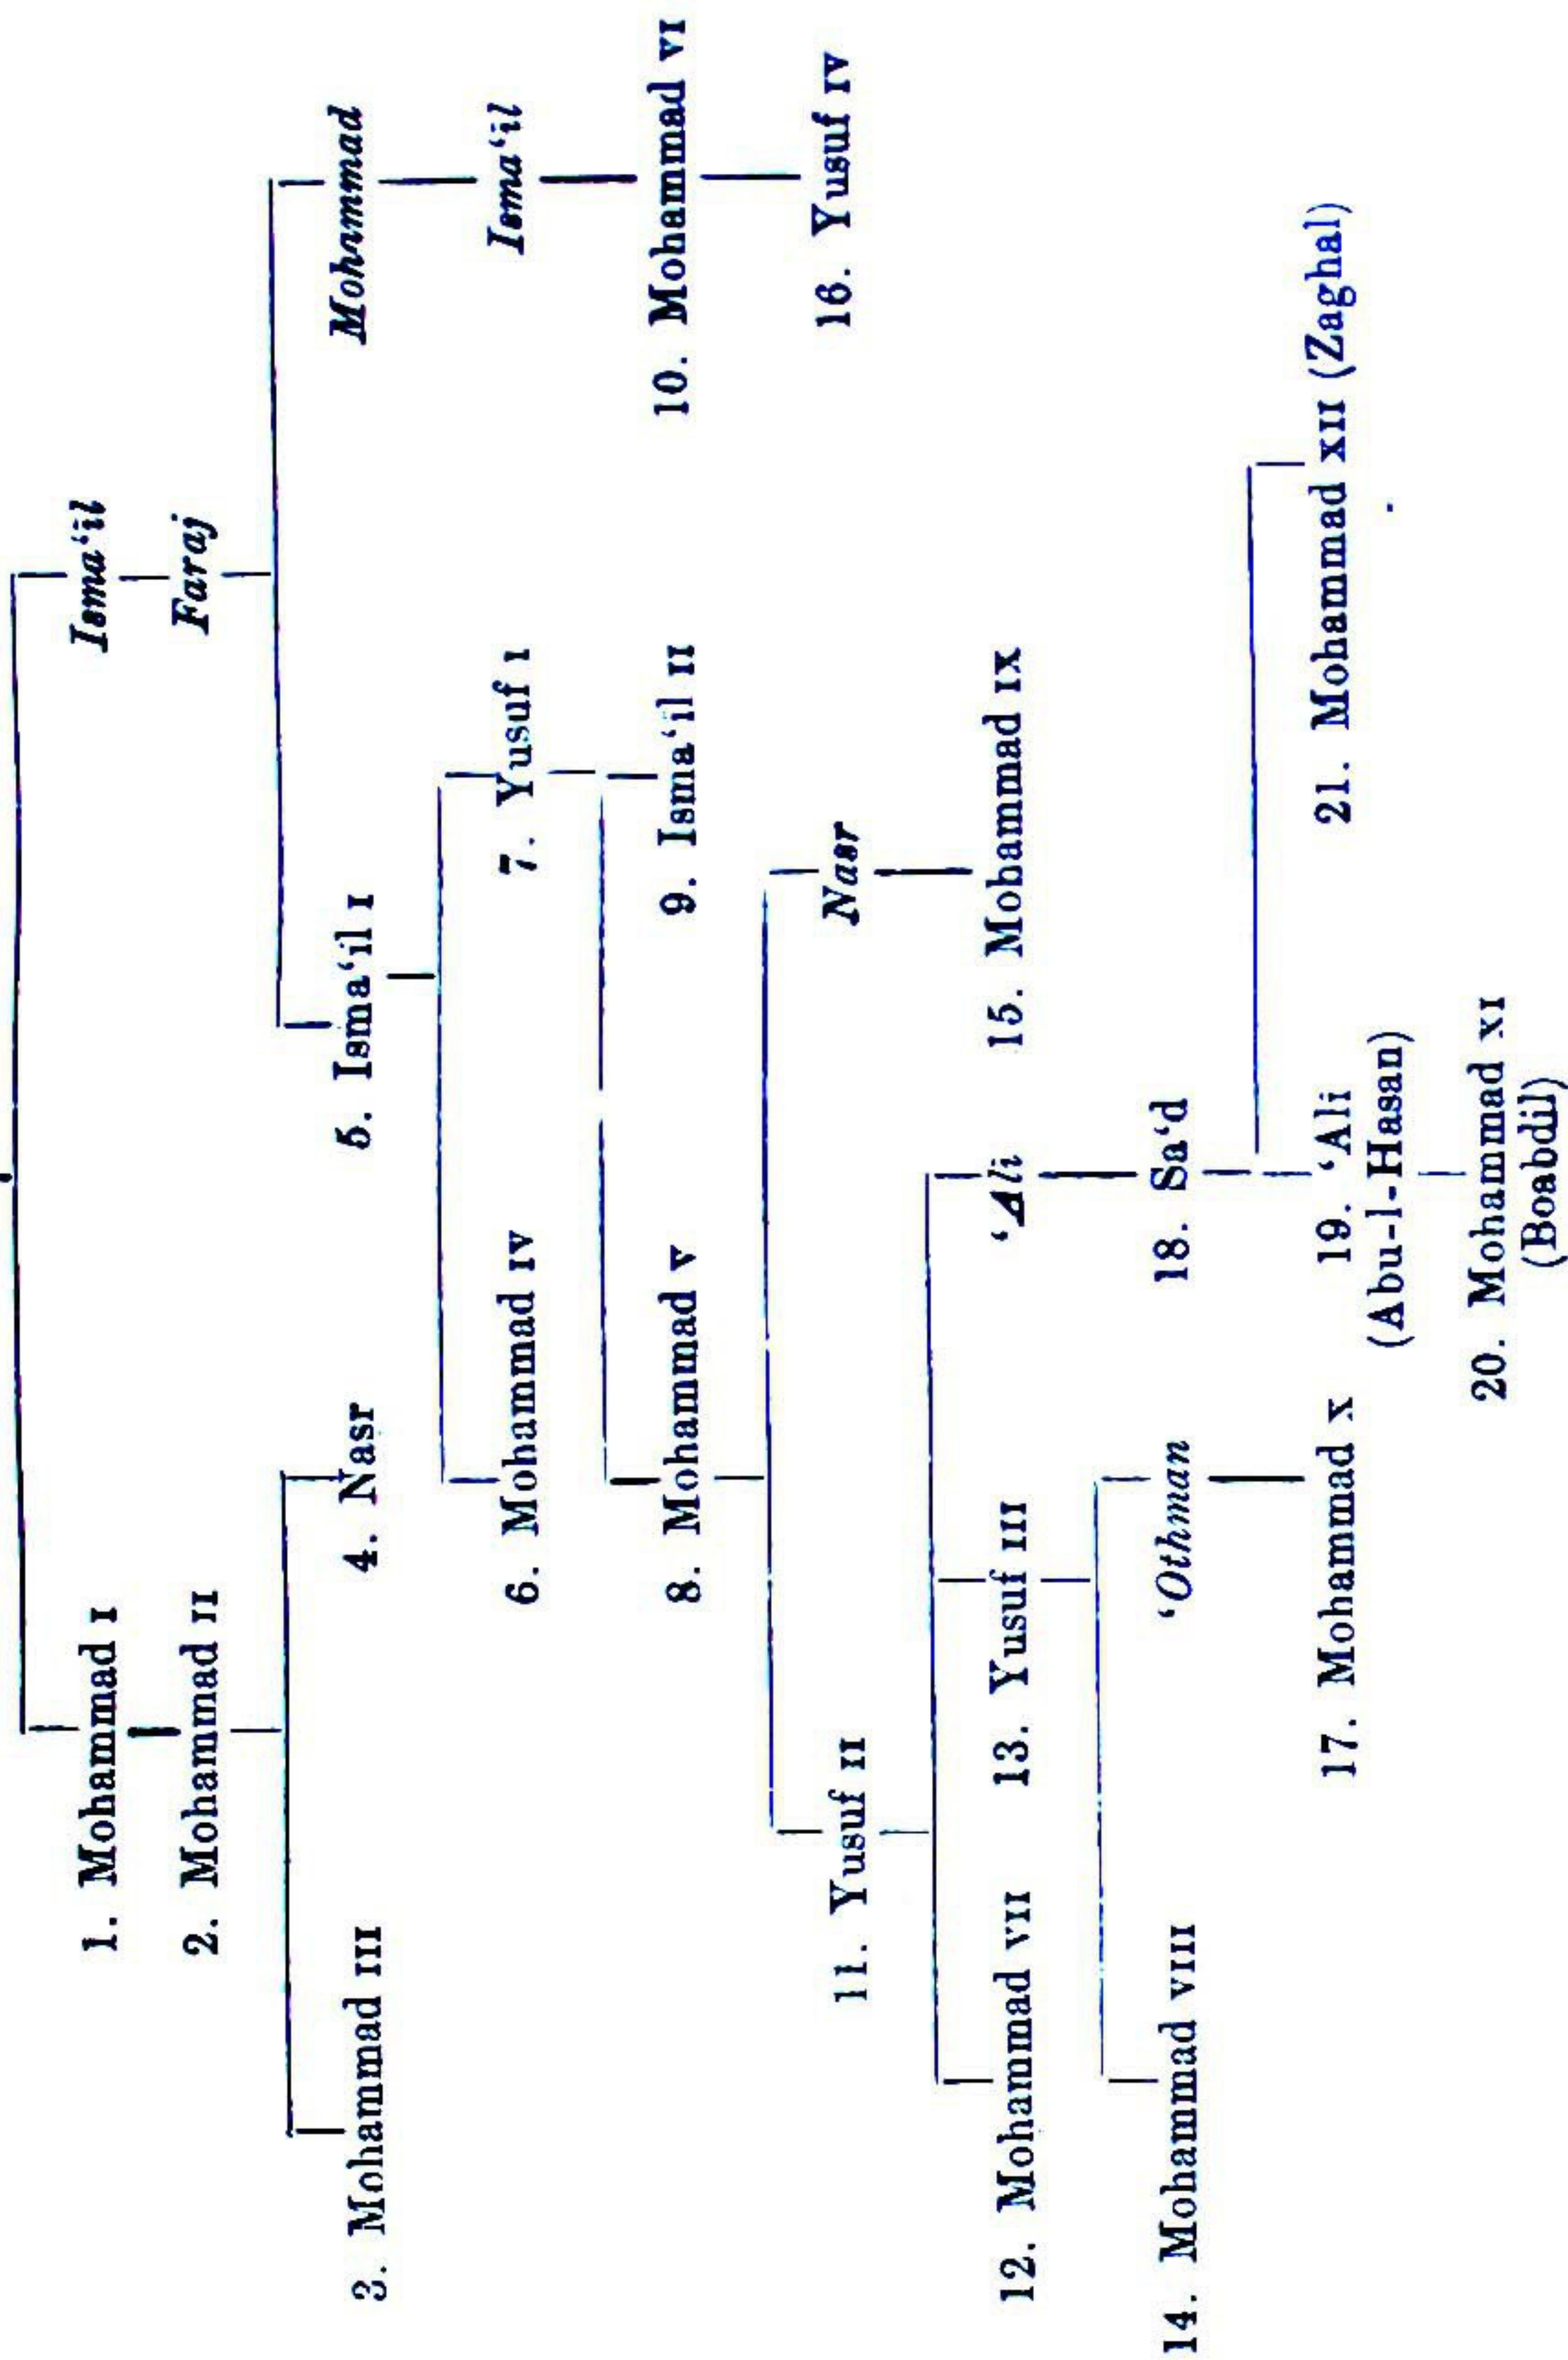 1. Mohammad I
Isma‘il
2. Mohammad II
Faraj
3. Mohammad III
4. Nasr
5. Isma‘il I
Mohammad
6. Mohammad IV
7. Yusuf I
Isma‘il
8. Mohammad V
9. Isma‘il II
10. Mohammad VI
11. Yusuf II
Nasr
16. Yusuf IV
12. Mohammad VII
13. Yusuf III
‘Ali
15. Mohammad IX
14. Mohammad VIII
‘Othman
18. Sa‘d
17. Mohammad X
19. ‘Ali
(Abu-l-Hasan)
21. Mohammad XII (Zaghal)
20. Mohammad XI
(Boabdil)